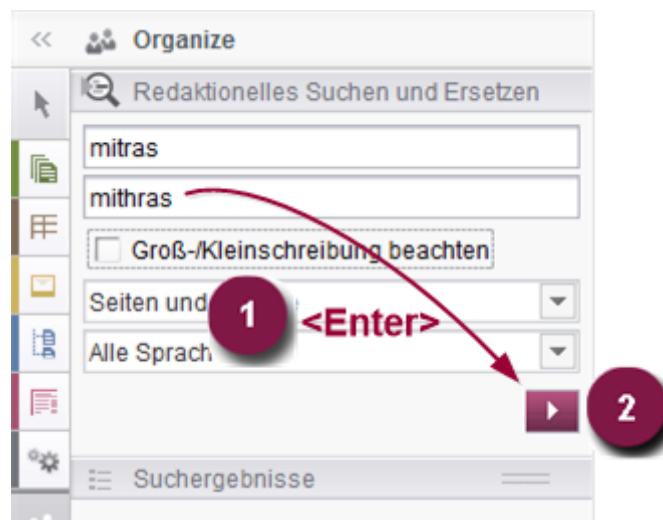 Organize
Redaktionelles Suchen und Ersetzen
mitras
mithras
Groß-/Kleinschreibung beachten
Seiten und
1 <Enter>
Alle Sprach
2
Suchergebnisse